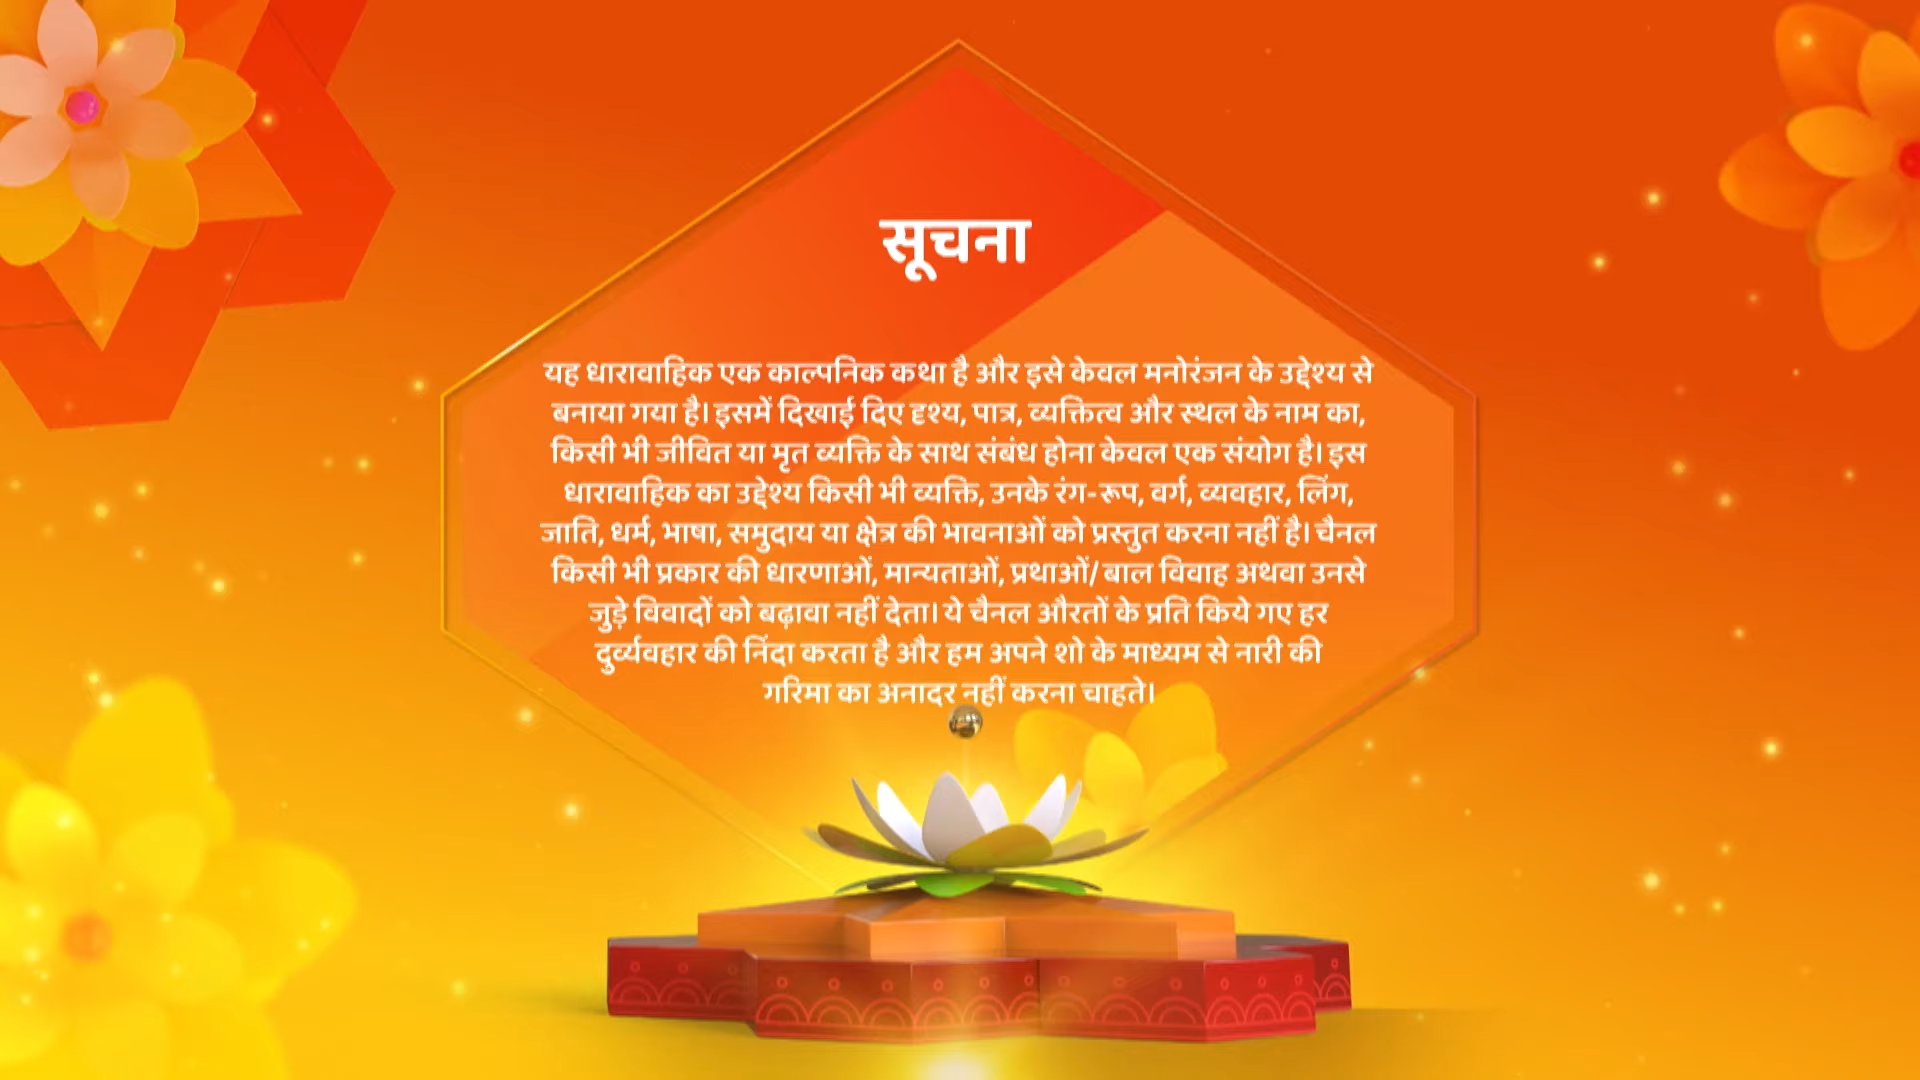 सूचना
यह धारावाहिक एक काल्पनिक कथा है और इसे केवल मनोरंजन के उद्देश्य से
बनाया गया है। इसमें दिखाई दिए दृश्य, पात्र, व्यक्तित्व और स्थल के नाम का,
किसी भी जीवित या मृत व्यक्ति के साथ संबंध होना केवल एक संयोग है। इस
धारावाहिक का उद्देश्य किसी भी व्यक्ति, उनके रंग-रूप, वर्ग, व्यवहार, लिंग,
जाति, धर्म, भाषा, समुदाय या क्षेत्र की भावनाओं को प्रस्तुत करना नहीं है। चैनल
किसी भी प्रकार की धारणाओं, मान्यताओं, प्रथाओं/ बाल विवाह अथवा उनसे
जुड़े विवादों को बढ़ावा नहीं देता। ये चैनल औरतों के प्रति किये गए हर
दुर्व्यवहार की निंदा करता है और हम अपने शो के माध्यम से नारी की
गरिमा का अनादर नहीं करना चाहते।